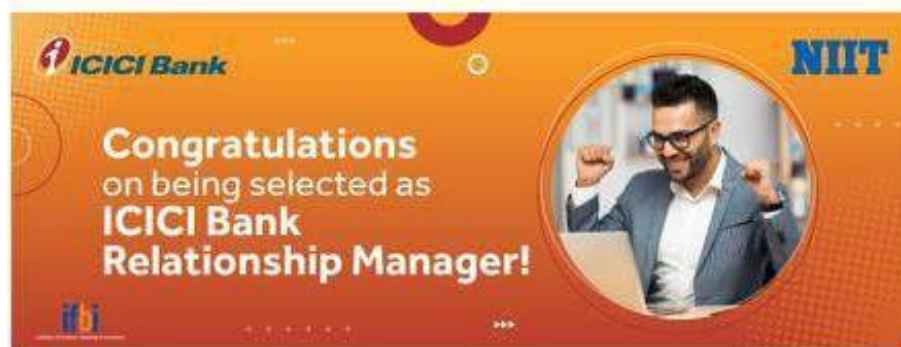 ICICI Bank
NIIT
Congratulations
on being selected as
ICICI Bank
Relationship Manager!
ifbi